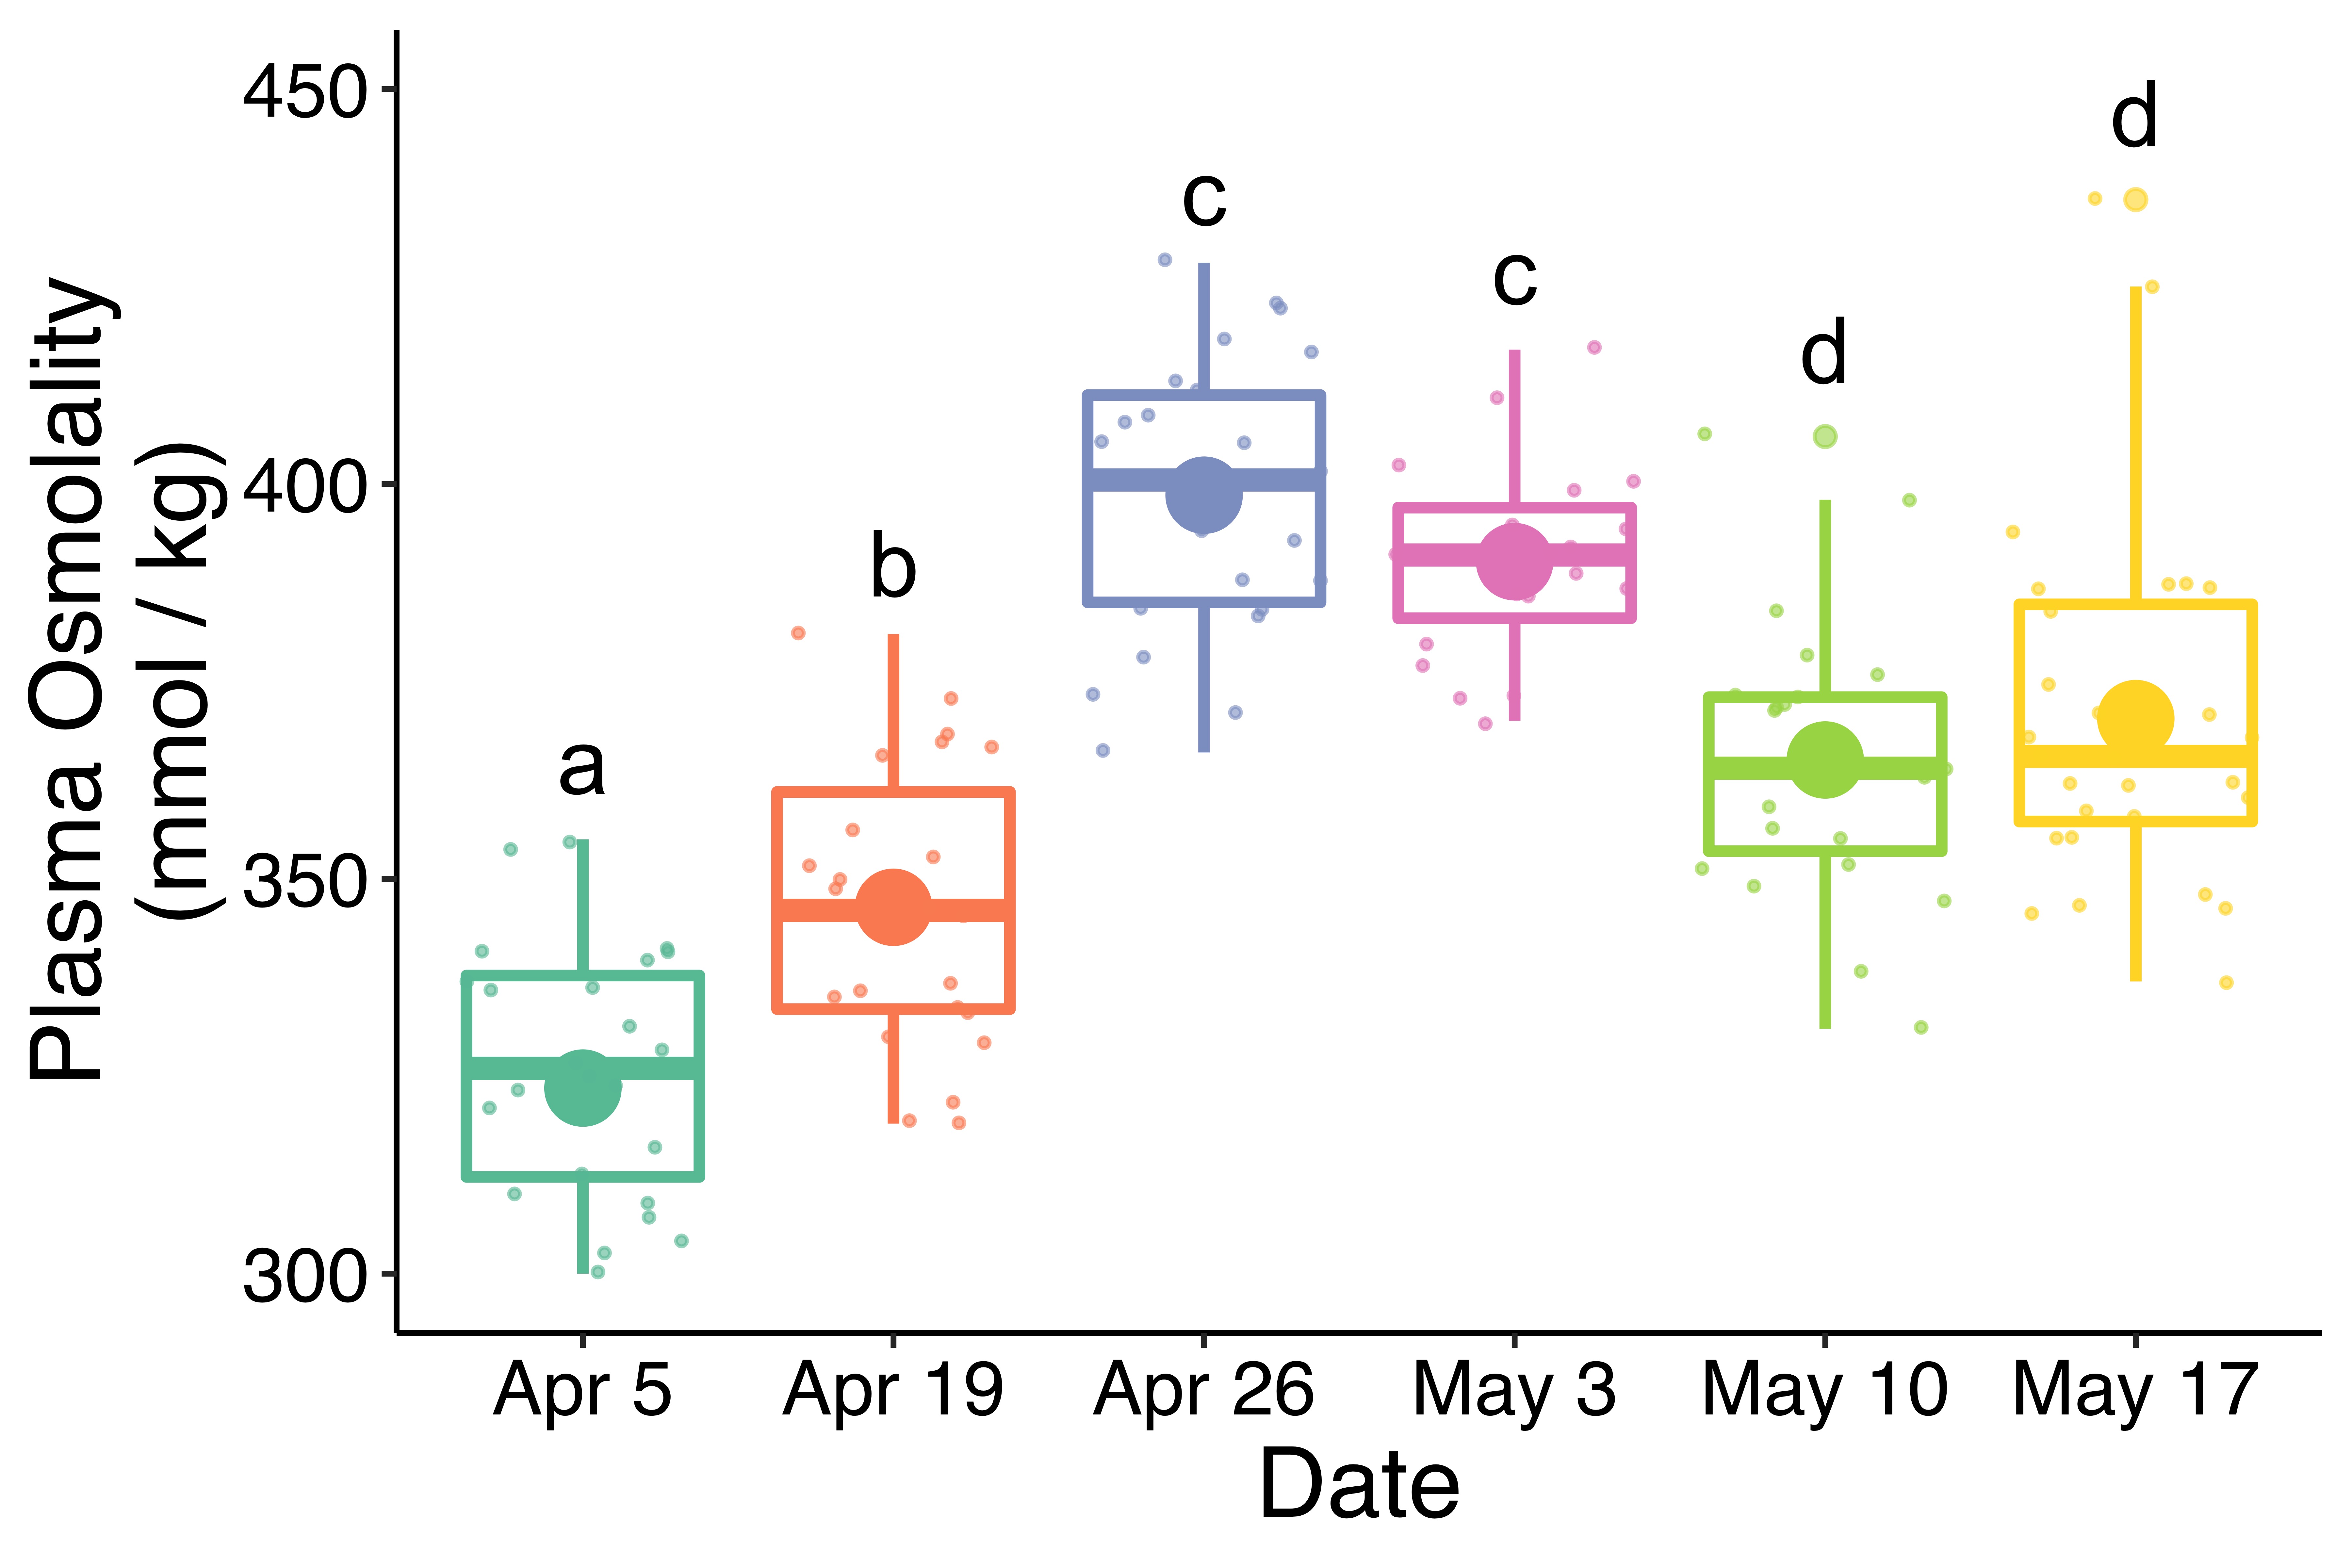 Plasma Osmolality
(mmol / kg)
450
400
350
300
a
b
c
c
d
d
Apr 5
Apr 19
Apr 26
May 3
May 10
May 17
Date